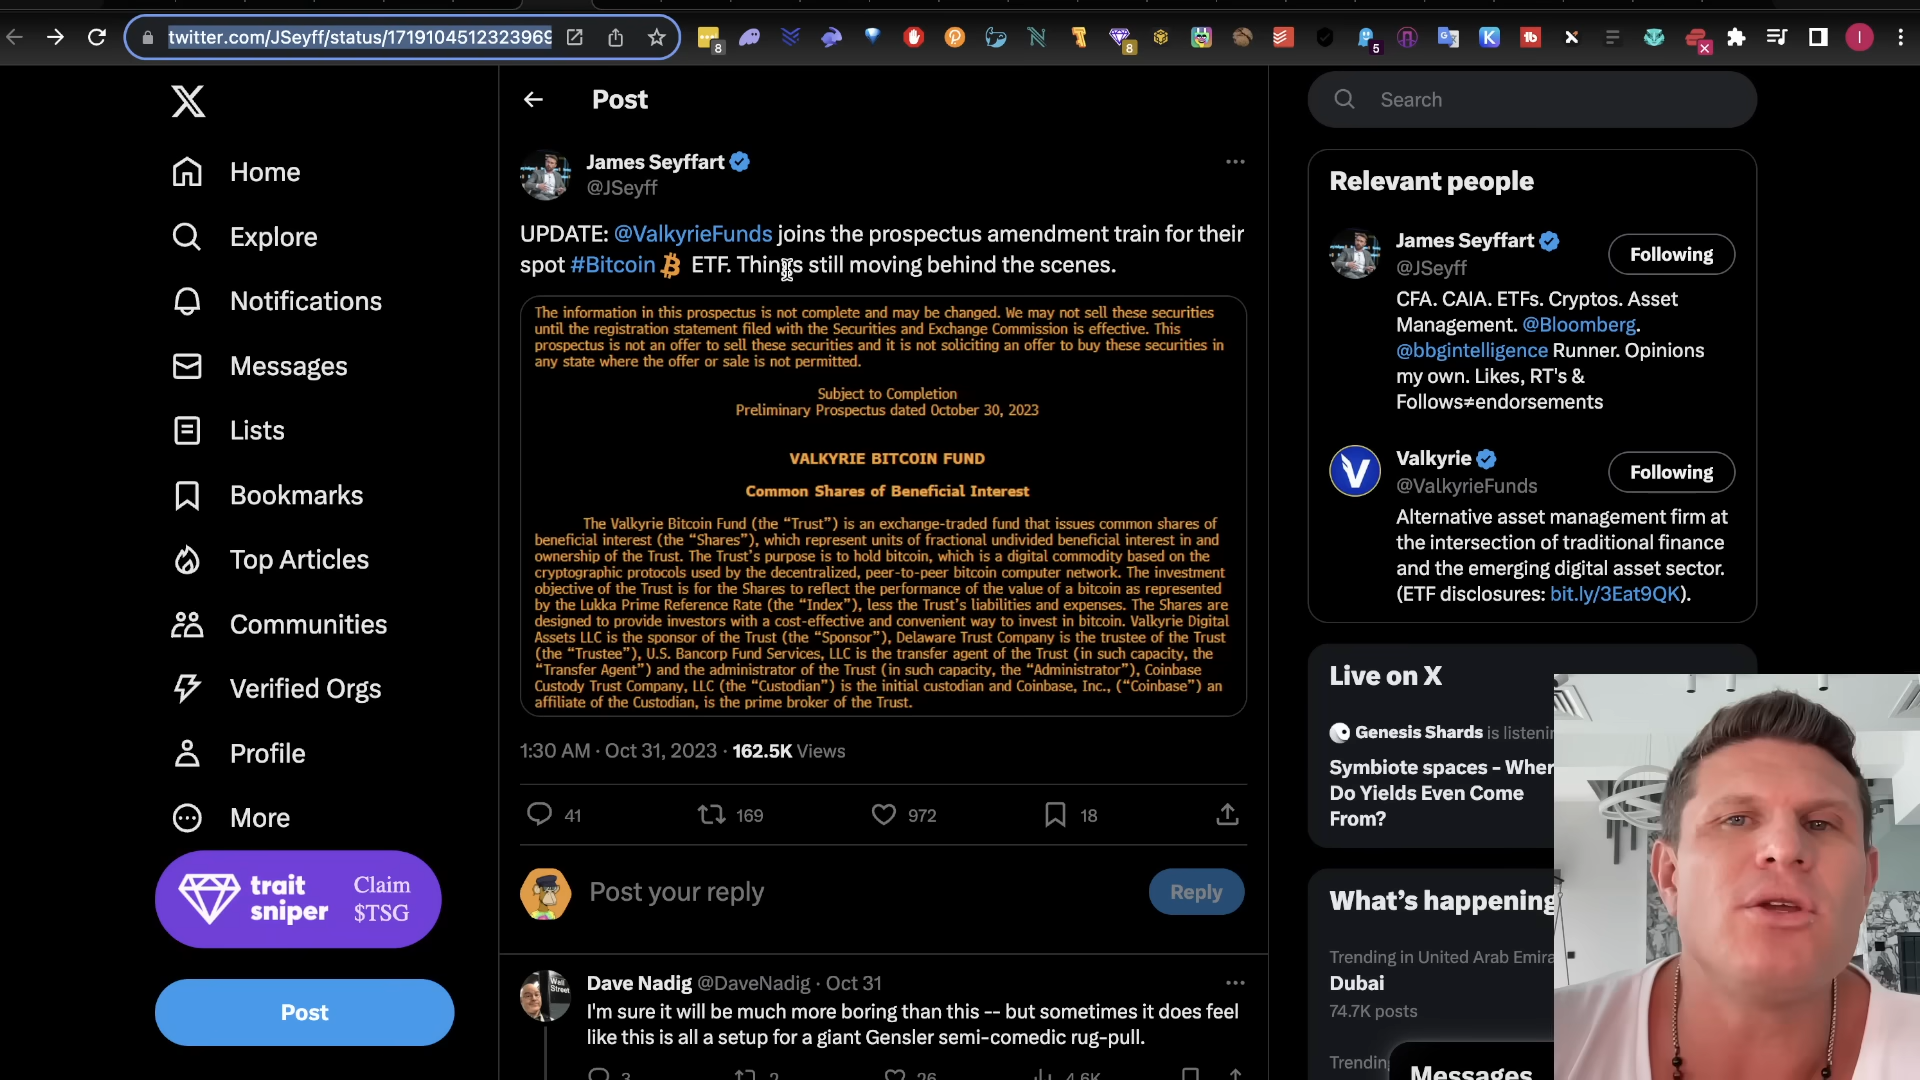 twitter.com/JSeyff/status/1719104512323969
8
8
5
Post
Search
James Seyffart
@JSeyff
UPDATE: @ValkyrieFunds joins the prospectus amendment train for their
spot #Bitcoin ETF. Things still moving behind the scenes.
The information in this prospectus is not complete and may be changed. We may not sell these securities
until the registration statement filed with the Securities and Exchange Commission is effective. This
prospectus is not an offer to sell these securities and it is not soliciting an offer to buy these securities in
any state where the offer or sale is not permitted.
Subject to Completion
Preliminary Prospectus dated October 30, 2023
VALKYRIE BITCOIN FUND
Common Shares of Beneficial Interest
The Valkyrie Bitcoin Fund (the “Trust”) is an exchange-traded fund that issues common shares of
beneficial interest (the “Shares”), which represent units of fractional undivided beneficial interest in and
ownership of the Trust. The Trust’s purpose is to hold bitcoin, which is a digital commodity based on the
cryptographic protocols used by the decentralized, peer-to-peer bitcoin computer network. The investment
objective of the Trust is for the Shares to reflect the performance of the value of a bitcoin as represented
by the Lukka Prime Reference Rate (the “Index”), less the Trust’s liabilities and expenses. The Shares are
designed to provide investors with a cost-effective and convenient way to invest in bitcoin. Valkyrie Digital
Assets LLC is the sponsor of the Trust (the “Sponsor”), Delaware Trust Company is the trustee of the Trust
(the “Trustee”), U.S. Bancorp Fund Services, LLC is the transfer agent of the Trust (in such capacity, the
“Transfer Agent”) and the administrator of the Trust (in such capacity, the “Administrator”), Coinbase
Custody Trust Company, LLC (the “Custodian”) is the initial custodian and Coinbase, Inc., (“Coinbase”) an
affiliate of the Custodian, is the prime broker of the Trust.
1:30 AM · Oct 31, 2023 · 162.5K Views
41
169
972
18
Post your reply
Reply
Dave Nadig @DaveNadig · Oct 31
I'm sure it will be much more boring than this -- but sometimes it does feel
like this is all a setup for a giant Gensler semi-comedic rug-pull.
3
2
26
4.6K
Home
Explore
Notifications
Messages
Lists
Bookmarks
Top Articles
Communities
Verified Orgs
Profile
More
trait
sniper
Claim
$TSG
Post
Relevant people
James Seyffart
@JSeyff
Following
CFA. CAIA. ETFs. Cryptos. Asset
Management. @Bloomberg.
@bbgintelligence Runner. Opinions
my own. Likes, RT's &
Follows≠endorsements
Valkyrie
@ValkyrieFunds
Following
Alternative asset management firm at
the intersection of traditional finance
and the emerging digital asset sector.
(ETF disclosures: bit.ly/3Eat9QK).
Live on X
Genesis Shards is listenin
Symbiote spaces - Wher
Do Yields Even Come
From?
What’s happening
Trending in United Arab Emira
Dubai
74.7K posts
Trending
Messages